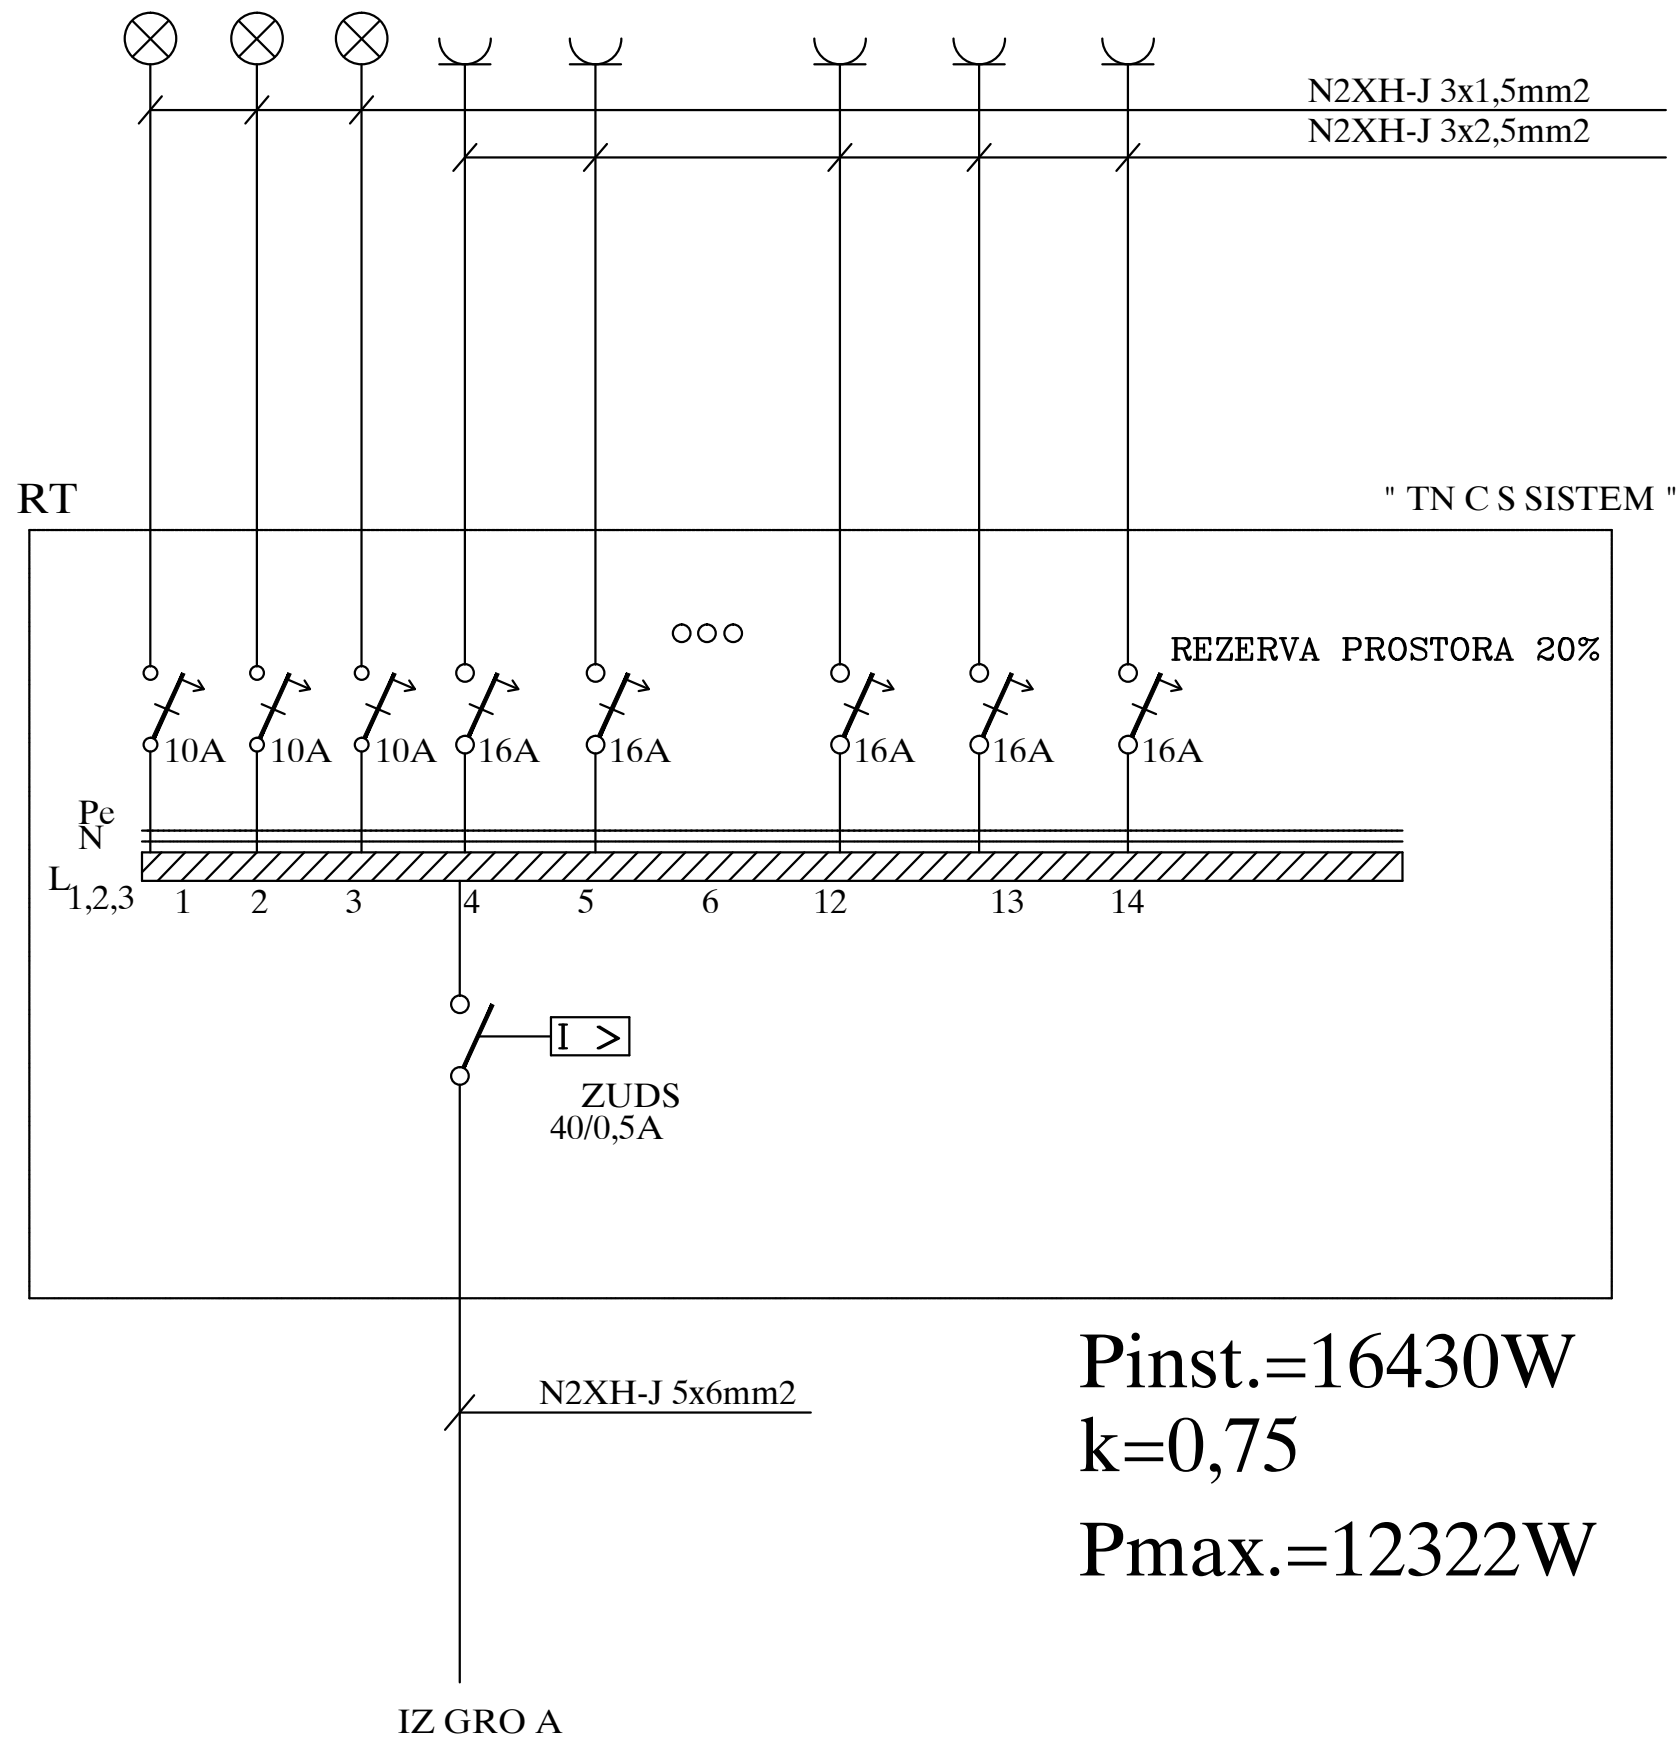 N2XH-J 3x1,5mm2
N2XH-J 3x2,5mm2
RT
" TN C S SISTEM "
REZERVA PROSTORA 20%
10A 10A 10A 16A 16A 16A 16A 16A
Pe
N
L1,2,3 1 2 3 4 5 6 12 13 14
I >
ZUDS
40/0,5A
Pinst.=16430W
N2XH-J 5x6mm2
k=0,75
Pmax.=12322W
IZ GRO A